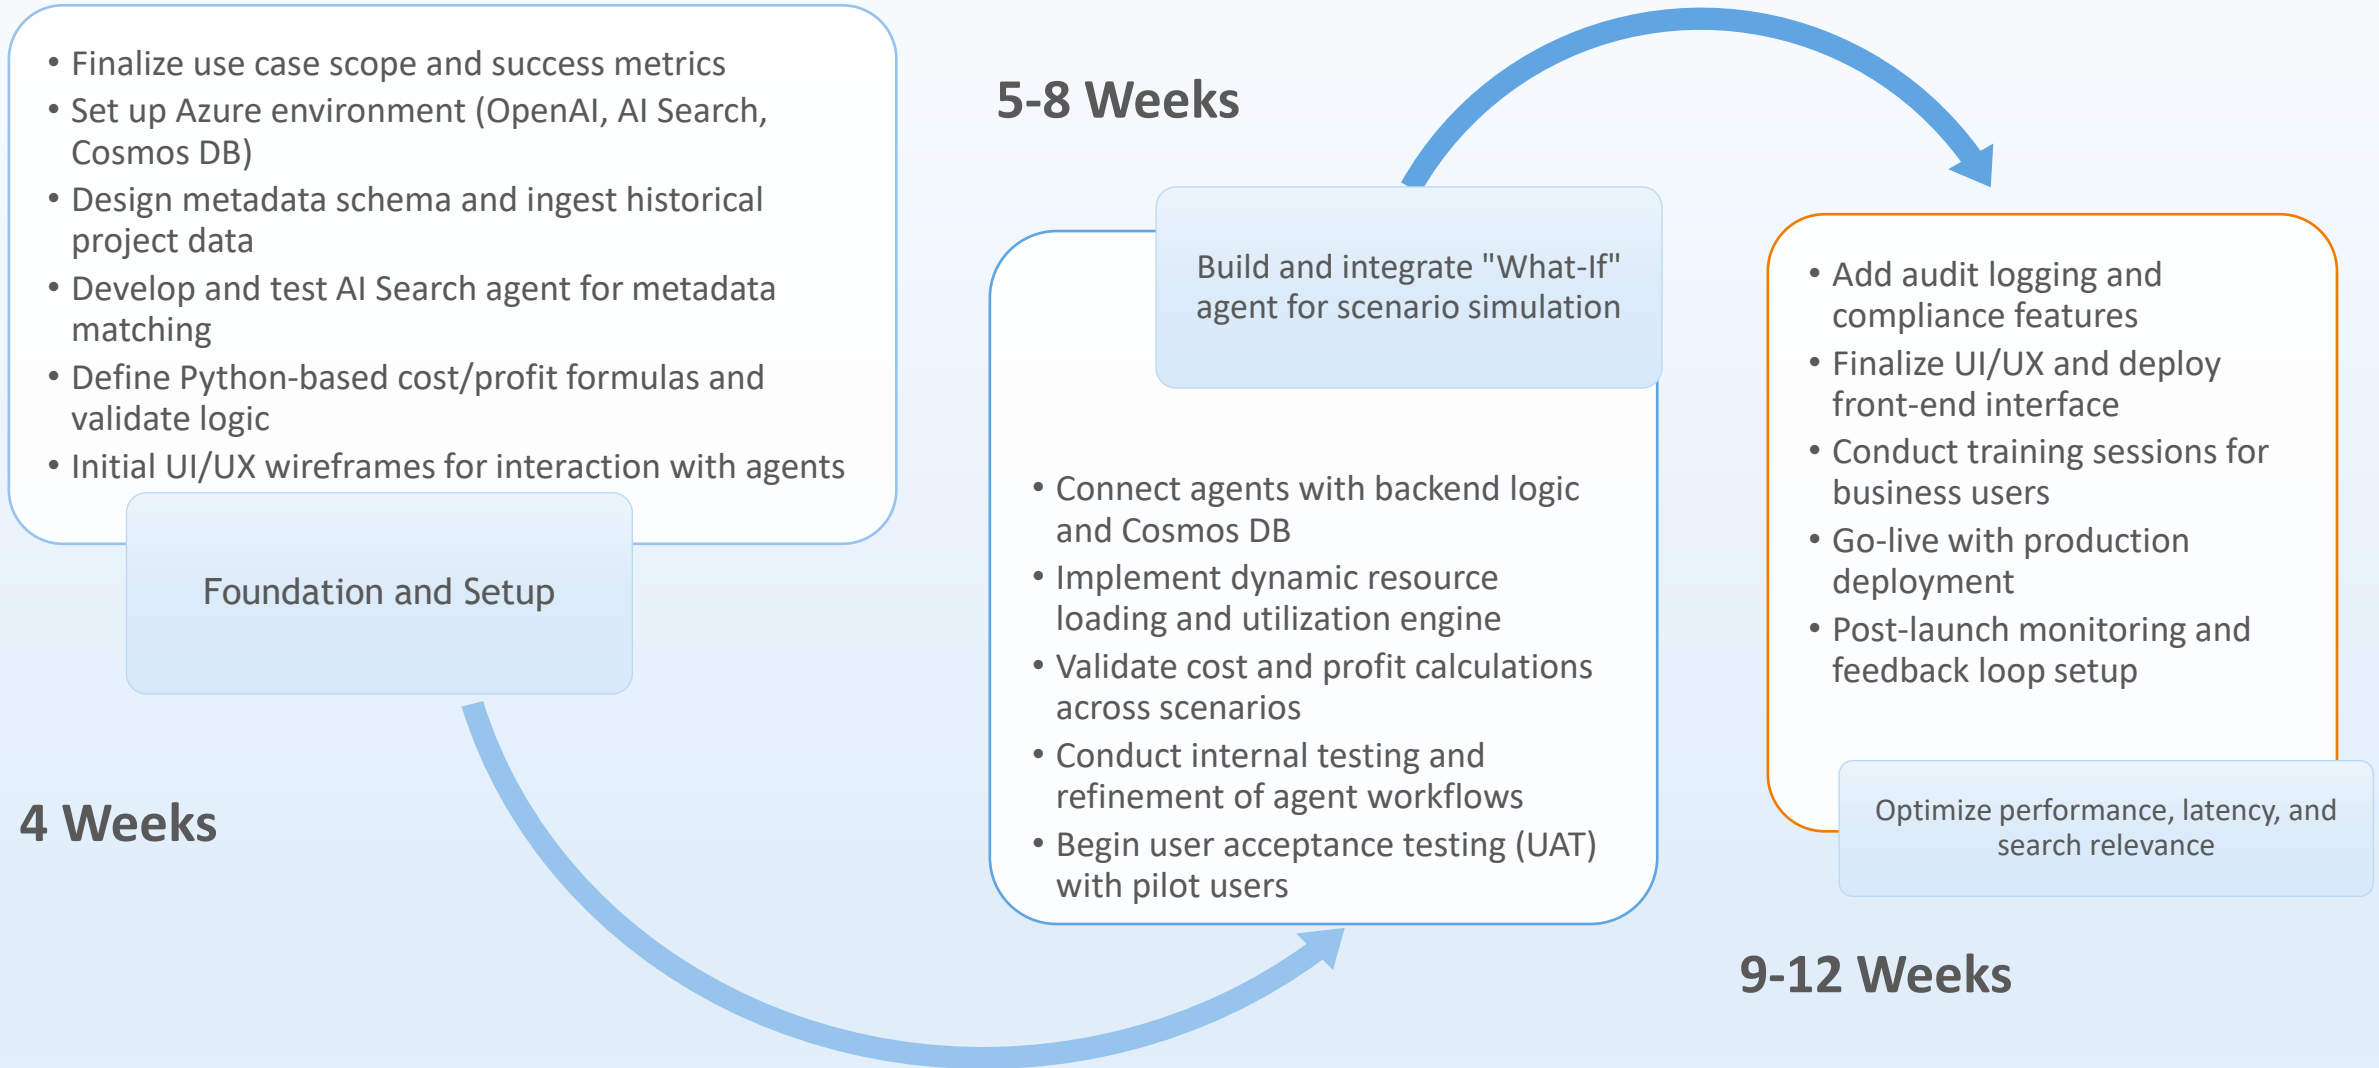 • Finalize use case scope and success metrics
• Set up Azure environment (OpenAI, AI Search,
Cosmos DB)
• Design metadata schema and ingest historical
project data
• Develop and test AI Search agent for metadata
matching
• Define Python-based cost/profit formulas and
validate logic
• Initial UI/UX wireframes for interaction with agents
Foundation and Setup
4 Weeks
5-8 Weeks
Build and integrate "What-If"
agent for scenario simulation
• Connect agents with backend logic
and Cosmos DB
• Implement dynamic resource
loading and utilization engine
• Validate cost and profit calculations
across scenarios
• Conduct internal testing and
refinement of agent workflows
• Begin user acceptance testing (UAT)
with pilot users
• Add audit logging and
compliance features
• Finalize UI/UX and deploy
front-end interface
• Conduct training sessions for
business users
• Go-live with production
deployment
• Post-launch monitoring and
feedback loop setup
Optimize performance, latency, and
search relevance
9-12 Weeks